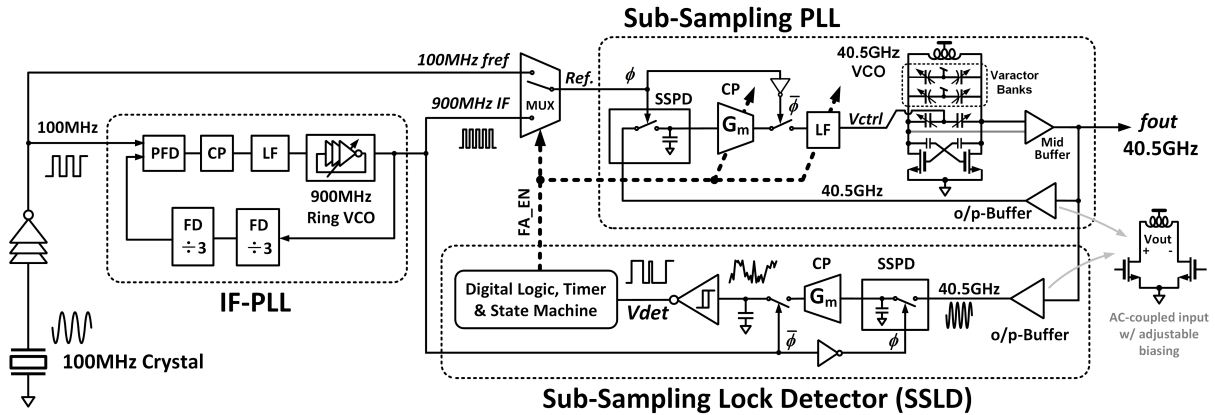 Sub-Sampling PLL
100MHz fref
Ref.
900MHz IF
MUX
ϕ
SSPD
CP
Gm
ϕ̅
LF
Vctrl
40.5GHz
VCO
Varactor
Banks
Mid
Buffer
fout
40.5GHz
40.5GHz
o/p-Buffer
100MHz
PFD
CP
LF
900MHz
Ring VCO
FD
÷3
FD
÷3
IF-PLL
100MHz Crystal
FA_EN
Digital Logic, Timer
& State Machine
Vdet
CP
Gm
SSPD
40.5GHz
o/p-Buffer
ϕ̅
ϕ
Vout
+ -
AC-coupled input
w/ adjustable
biasing
Sub-Sampling Lock Detector (SSLD)